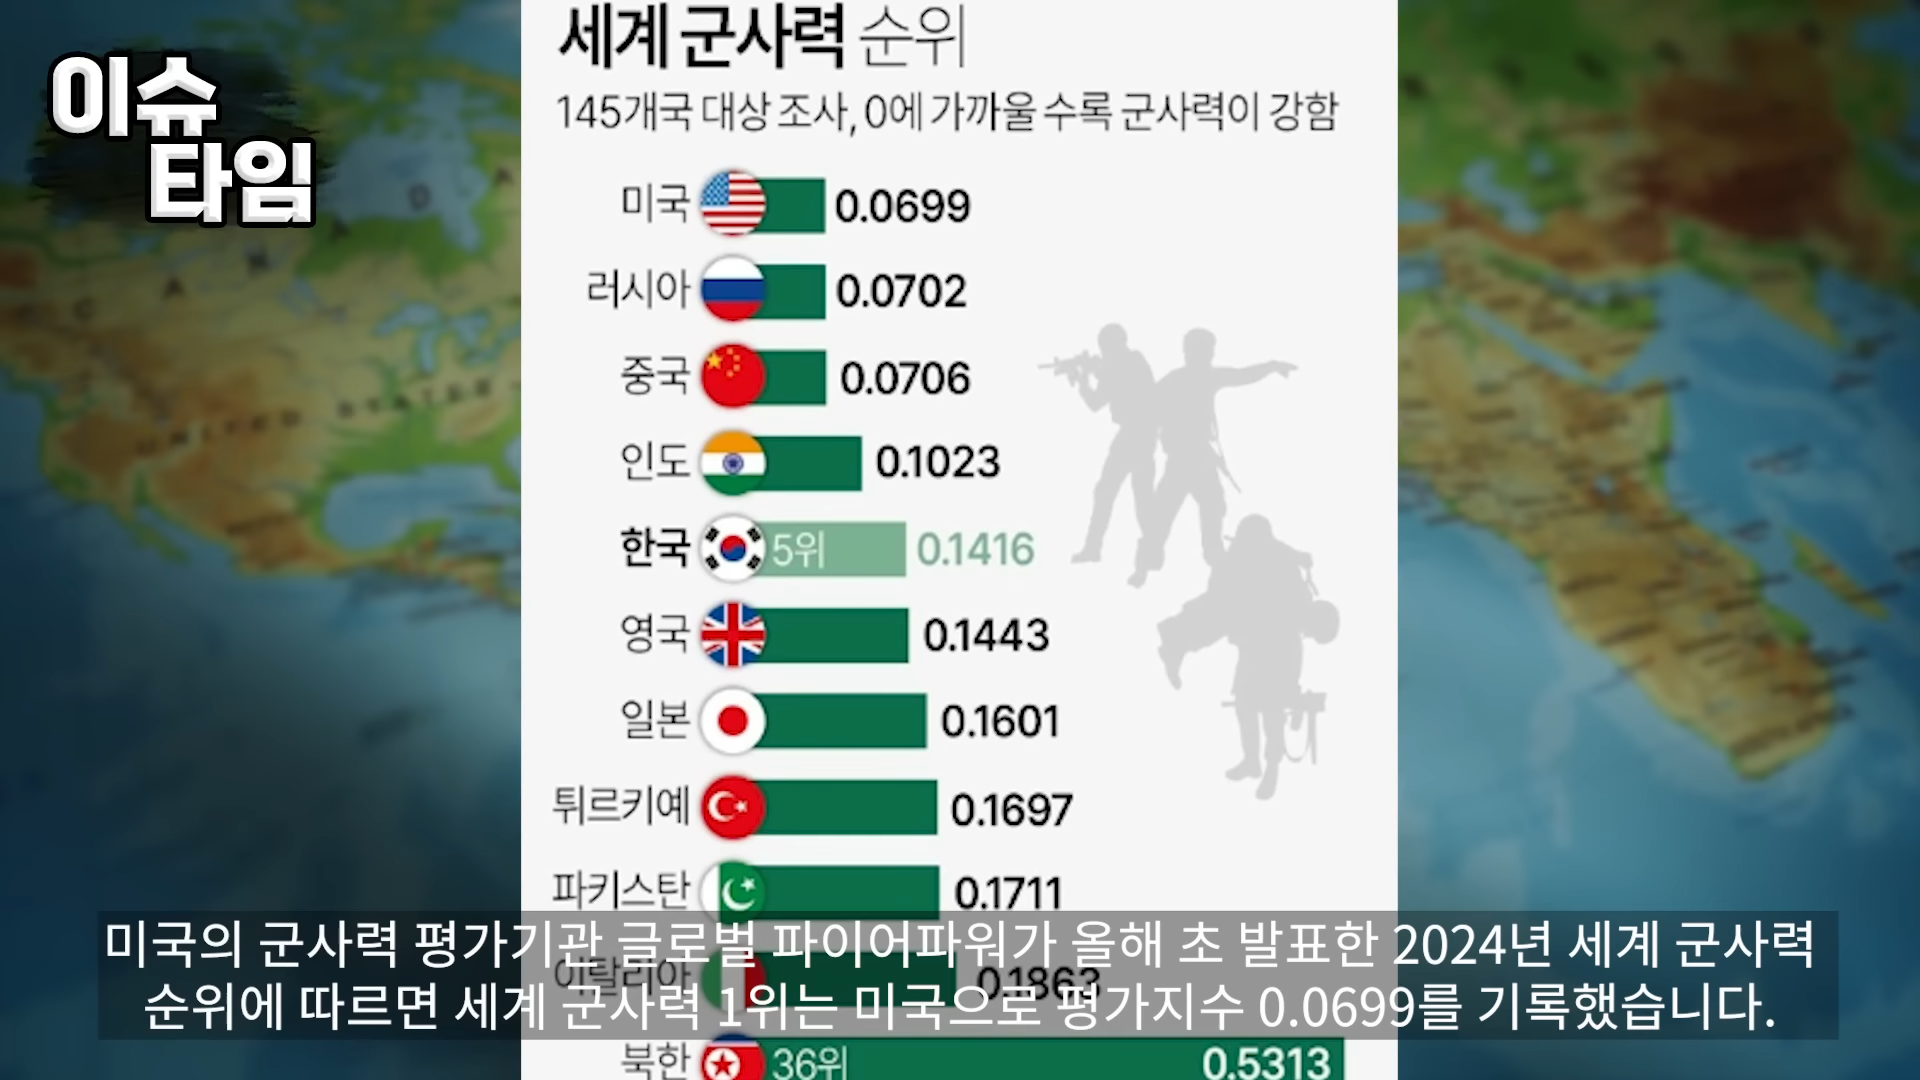 이슈
타임
세계 군사력 순위
145개국 대상 조사, 0에 가까울 수록 군사력이 강함
미국 0.0699
러시아 0.0702
중국 0.0706
인도 0.1023
한국 5위 0.1416
영국 0.1443
일본 0.1601
튀르키예 0.1697
파키스탄 0.1711
이탈리아 0.1863
북한 36위 0.5313
미국의 군사력 평가기관 글로벌 파이어파워가 올해 초 발표한 2024년 세계 군사력
순위에 따르면 세계 군사력 1위는 미국으로 평가지수 0.0699를 기록했습니다.
UNITED STATES